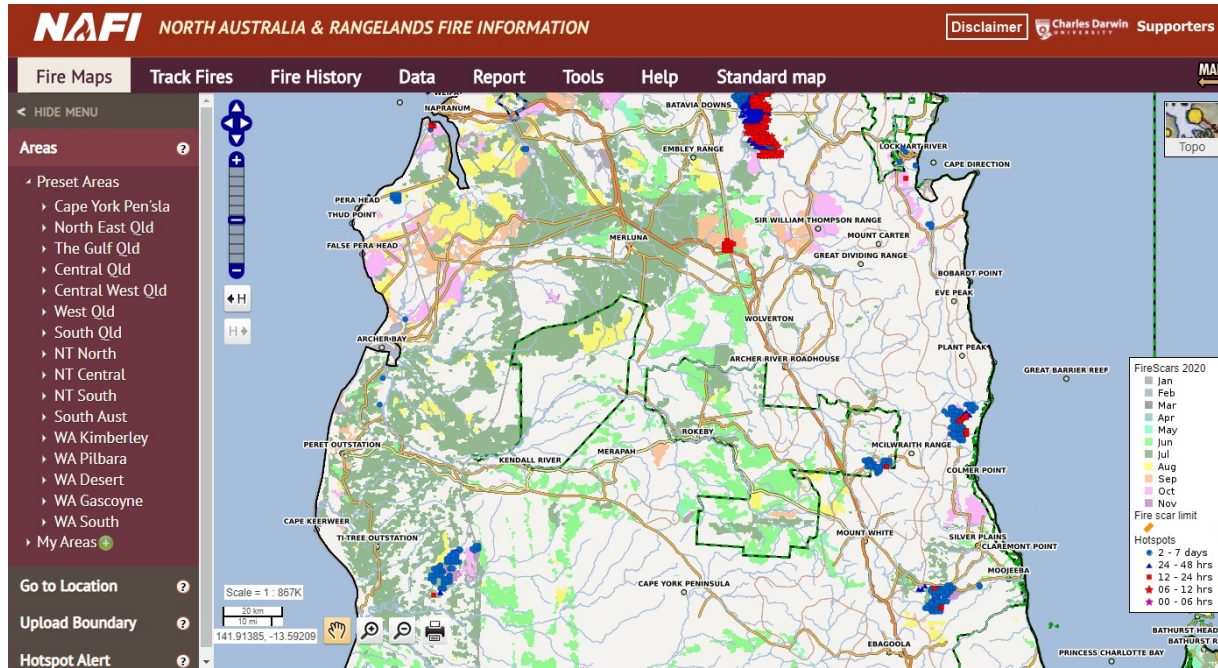 NAFI NORTH AUSTRALIA & RANGELANDS FIRE INFORMATION
Disclaimer
Charles Darwin
UNIVERSITY
Supporters
Fire Maps Track Fires Fire History Data Report Tools Help Standard map
< HIDE MENU
Areas ?
Preset Areas
Cape York Pen'sla
North East Qld
The Gulf Qld
Central Qld
Central West Qld
West Qld
South Qld
NT North
NT Central
NT South
South Aust
WA Kimberley
WA Pilbara
WA Desert
WA Gascoyne
WA South
My Areas +
Go to Location ?
Upload Boundary ?
Hotspot Alert ?
H
H
NAPRANUM
BATAVIA DOWNS
EMBLEY RANGE
LOCKHART RIVER
CAPE DIRECTION
Topo
PERA HEAD
THUD POINT
FALSE PERA HEAD
MERLUNA
SIR WILLIAM THOMPSON RANGE
MOUNT CARTER
GREAT DIVIDING RANGE
BOBARDT POINT
EVE PEAK
WOLVERTON
ARCHER BAY
ARCHER RIVER ROADHOUSE
PLANT PEAK
GREAT BARRIER REEF
ROKEBY
PERET OUTSTATION
KENDALL RIVER
MERAPAH
MCILWRAITH RANGE
COLMER POINT
CAPE KEERWEER
TI-TREE OUTSTATION
MOUNT WHITE
SILVER PLAINS
CLAREMONT POINT
MOOJEEBA
CAPE YORK PENINSULA
EBAGOOLA
BATHURST HEAD
PRINCESS CHARLOTTE BAY
FireScars 2020
Jan
Feb
Mar
Apr
May
Jun
Jul
Aug
Sep
Oct
Nov
Fire scar limit
Hotspots
2 - 7 days
24 - 48 hrs
12 - 24 hrs
06 - 12 hrs
00 - 06 hrs
Scale = 1 : 867K
20 km
10 mi
141.91385, -13.59209